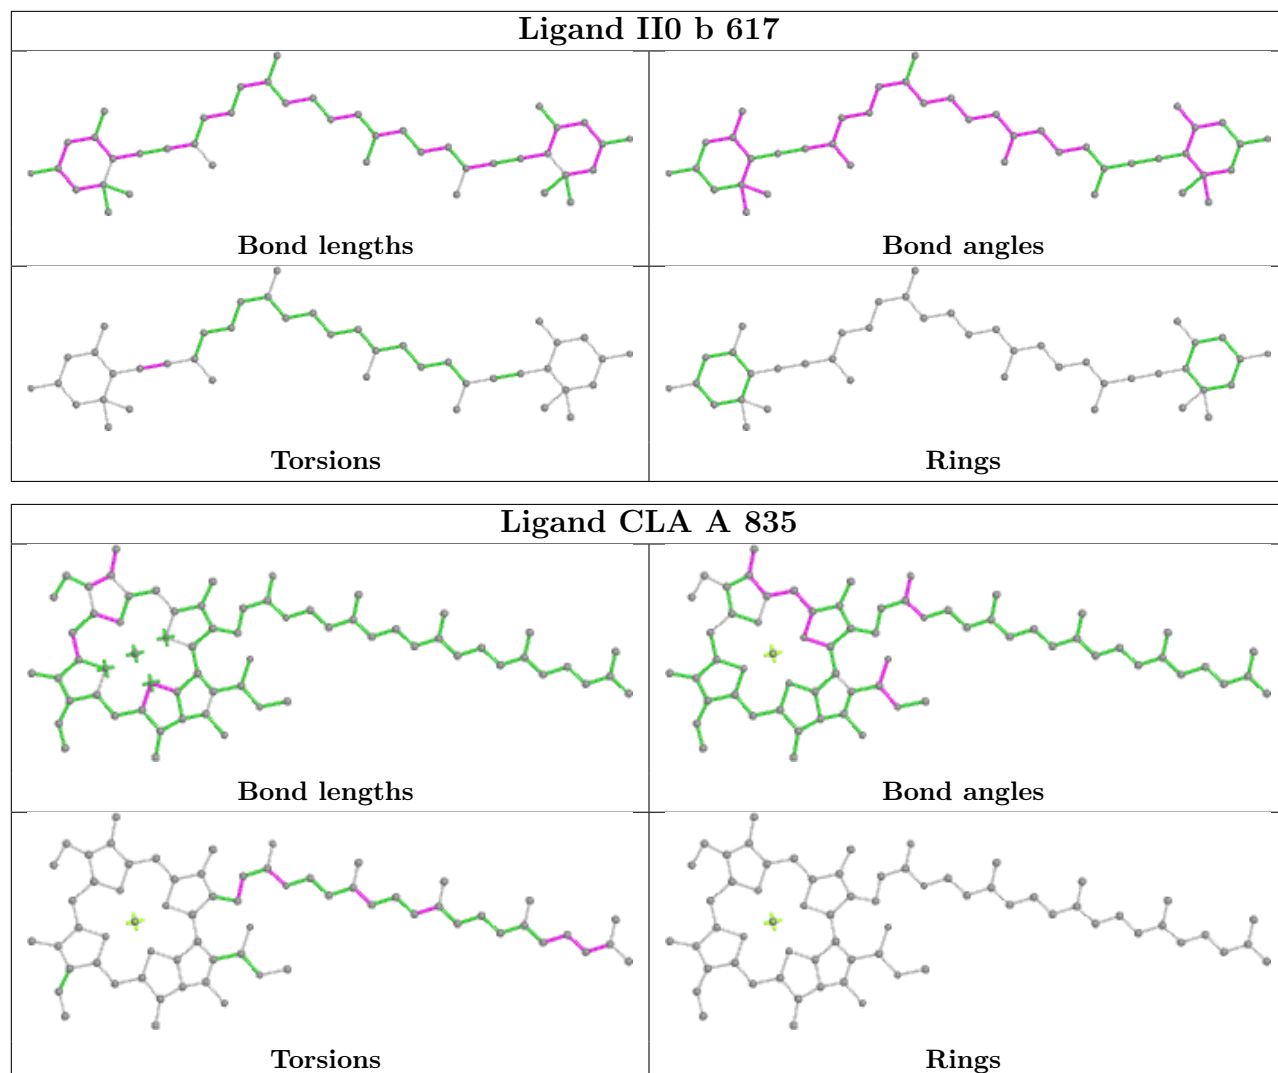 Ligand II0 b 617
Bond lengths
Bond angles
Torsions
Rings
Ligand CLA A 835
Bond lengths
Bond angles
Torsions
Rings